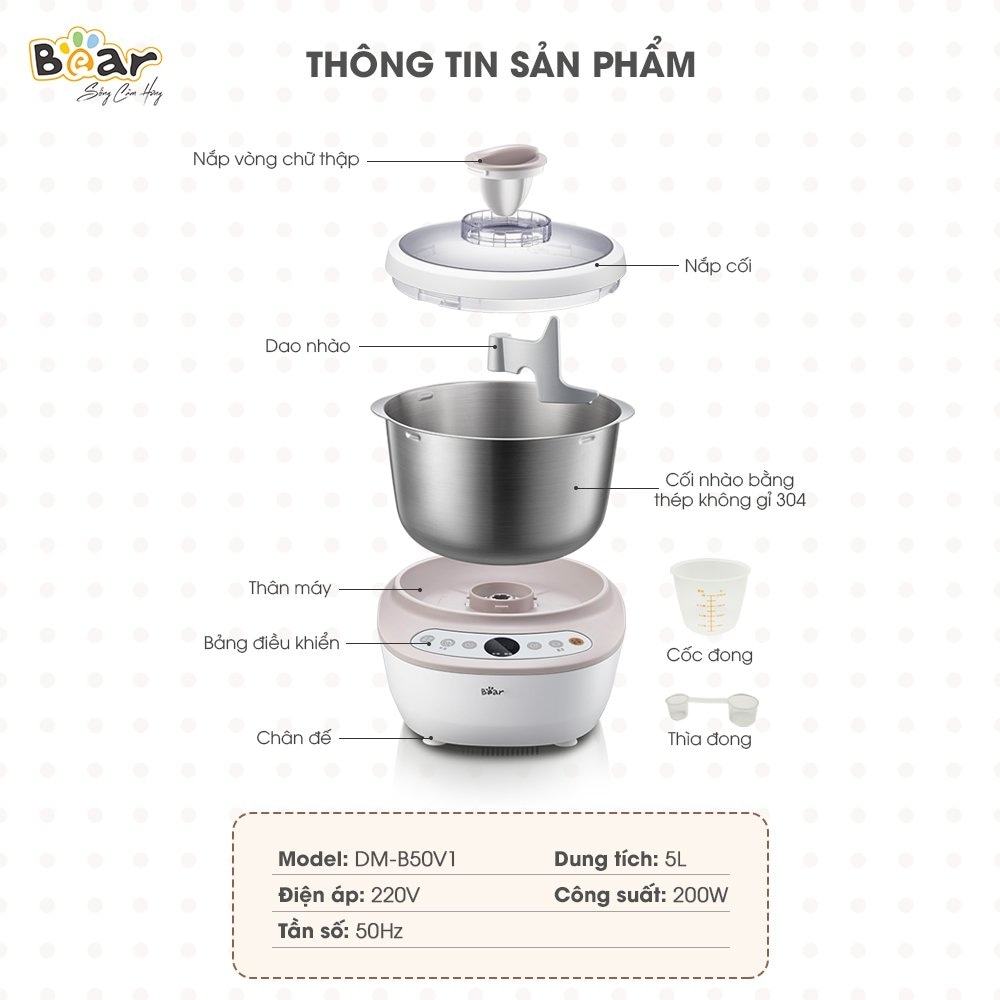 Bear
Sống Cảm Hứng
THÔNG TIN SẢN PHẨM
Nắp vòng chữ thập
Nắp cối
Dao nhào
Cối nhào bằng
thép không gỉ 304
Thân máy
Bảng điều khiển
Bear
Cốc đong
Chân đế
Thìa đong
Model: DM-B50V1
Dung tích: 5L
Điện áp: 220V
Công suất: 200W
Tần số: 50Hz